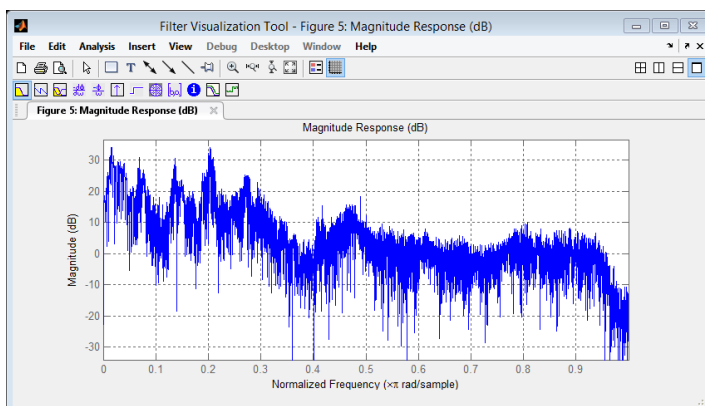 Filter Visualization Tool - Figure 5: Magnitude Response (dB)
File Edit Analysis Insert View Debug Desktop Window Help
Figure 5: Magnitude Response (dB)
Magnitude Response (dB)
Magnitude (dB)
30
20
10
0
-10
-20
-30
0 0.1 0.2 0.3 0.4 0.5 0.6 0.7 0.8 0.9
Normalized Frequency (×π rad/sample)